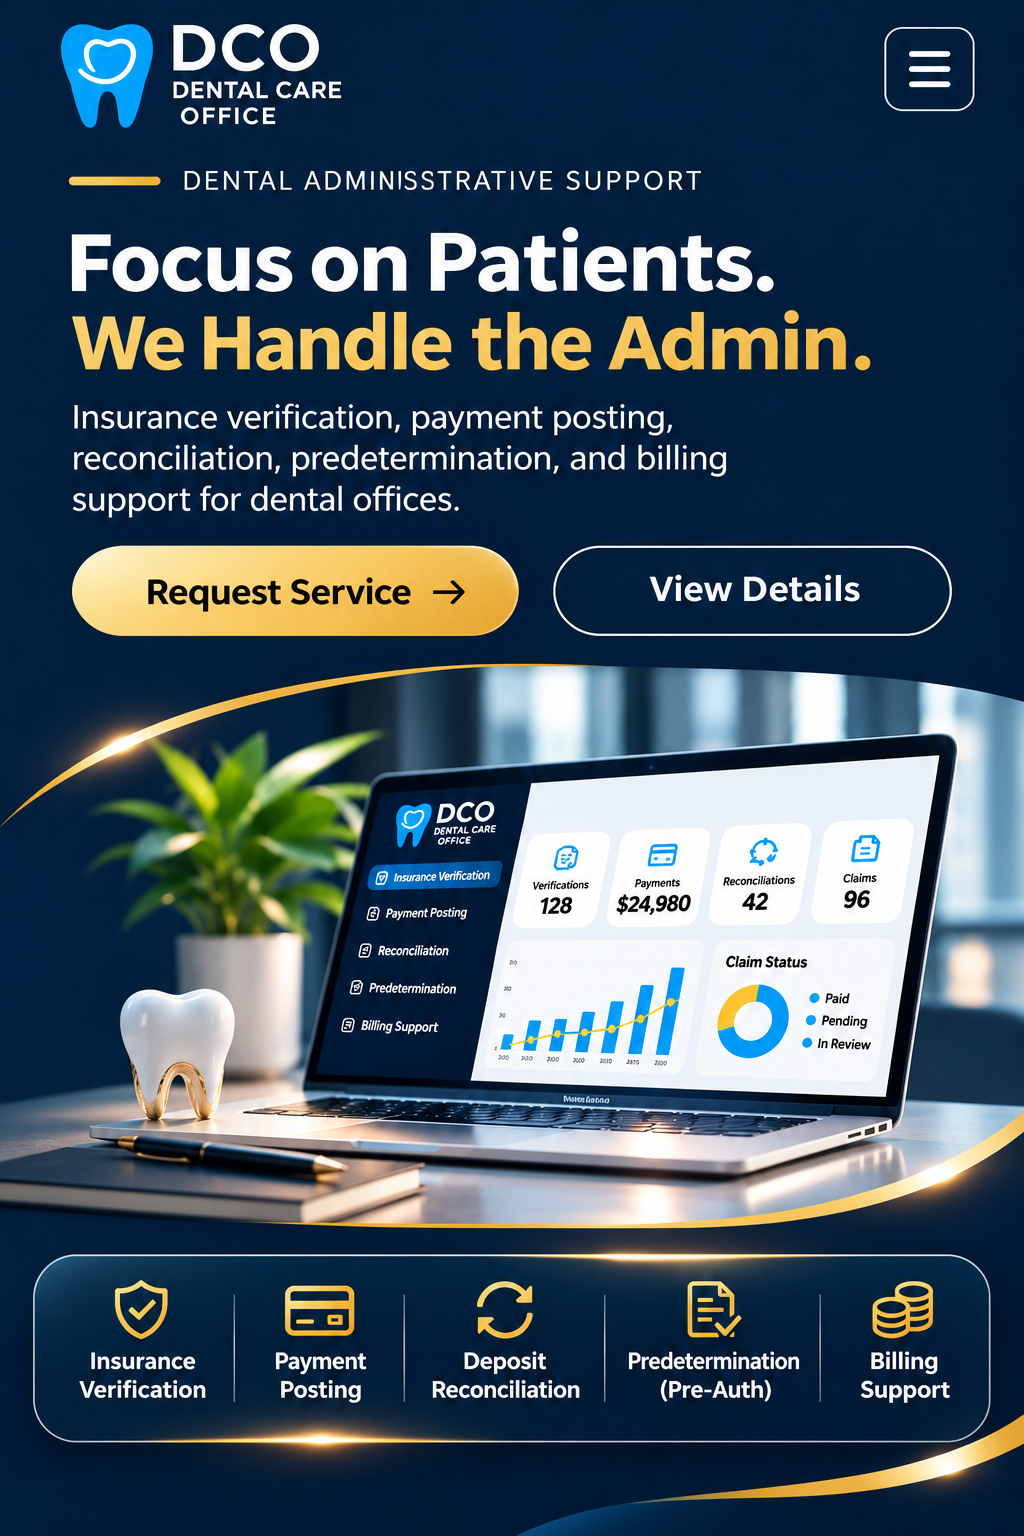 DCO
DENTAL CARE
OFFICE
DENTAL ADMINISSTRATIVE SUPPORT
Focus on Patients.
We Handle the Admin.
Insurance verification, payment posting,
reconciliation, predetermination, and billing
support for dental offices.
Request Service →
View Details
DCO
DENTAL CARE
OFFICE
Insurance Verification
Payment Posting
Reconciliation
Predetermination
Billing Support
Verifications
128
Payments
$24,980
Reconciliations
42
Claims
96
Claim Status
Paid
Pending
In Review
Insurance
Verification
Payment
Posting
Deposit
Reconciliation
Predetermination
(Pre-Auth)
Billing
Support